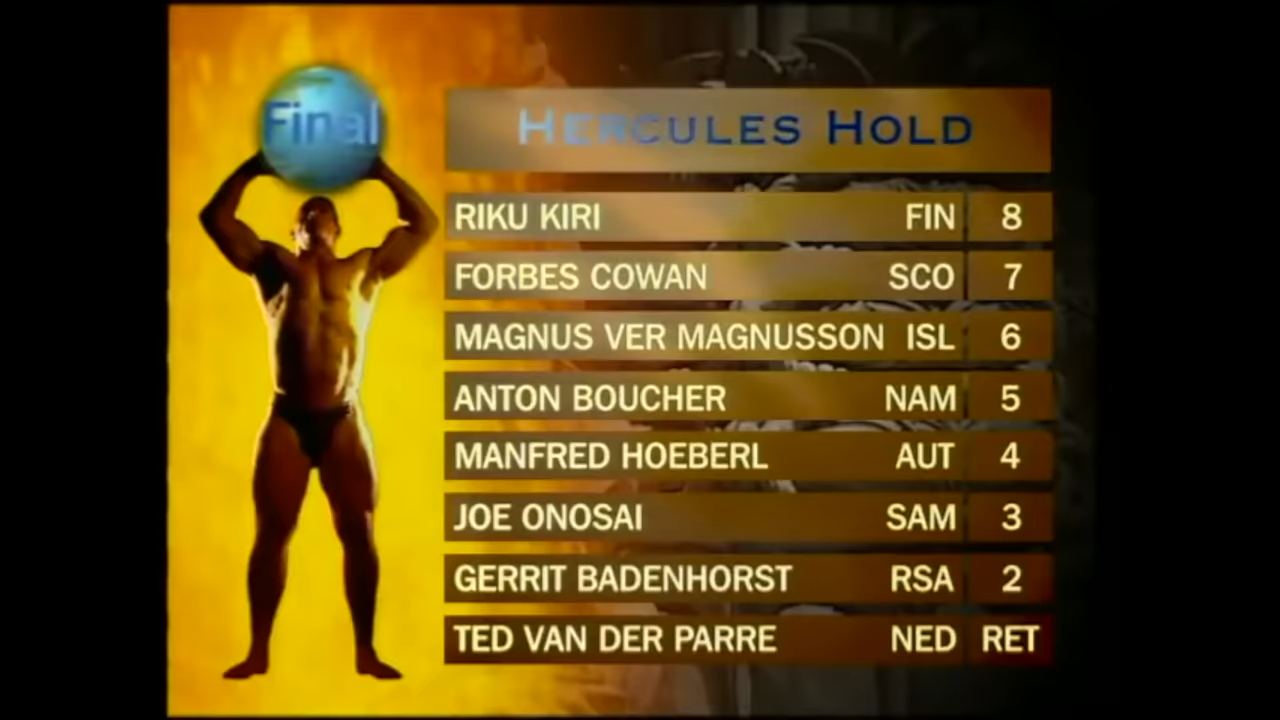 Final
HERCULES HOLD
RIKU KIRI FIN 8
FORBES COWAN SCO 7
MAGNUS VER MAGNUSSON ISL 6
ANTON BOUCHER NAM 5
MANFRED HOEBERL AUT 4
JOE ONOSAI SAM 3
GERRIT BADENHORST RSA 2
TED VAN DER PARRE NED RET